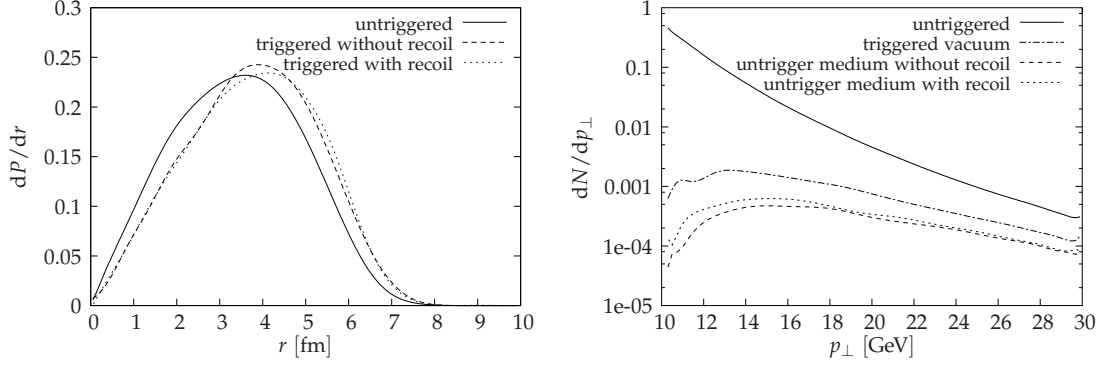 0.3
0.25
0.2
0.15
0.1
0.05
0
dP/dr
untriggered
triggered without recoil
triggered with recoil
0 1 2 3 4 5 6 7 8 9 10
r [fm]
1
0.1
0.01
0.001
1e-04
1e-05
dN/dp⊥
untriggered
triggered vacuum
untrigger medium without recoil
untrigger medium with recoil
10 12 14 16 18 20 22 24 26 28 30
p⊥ [GeV]